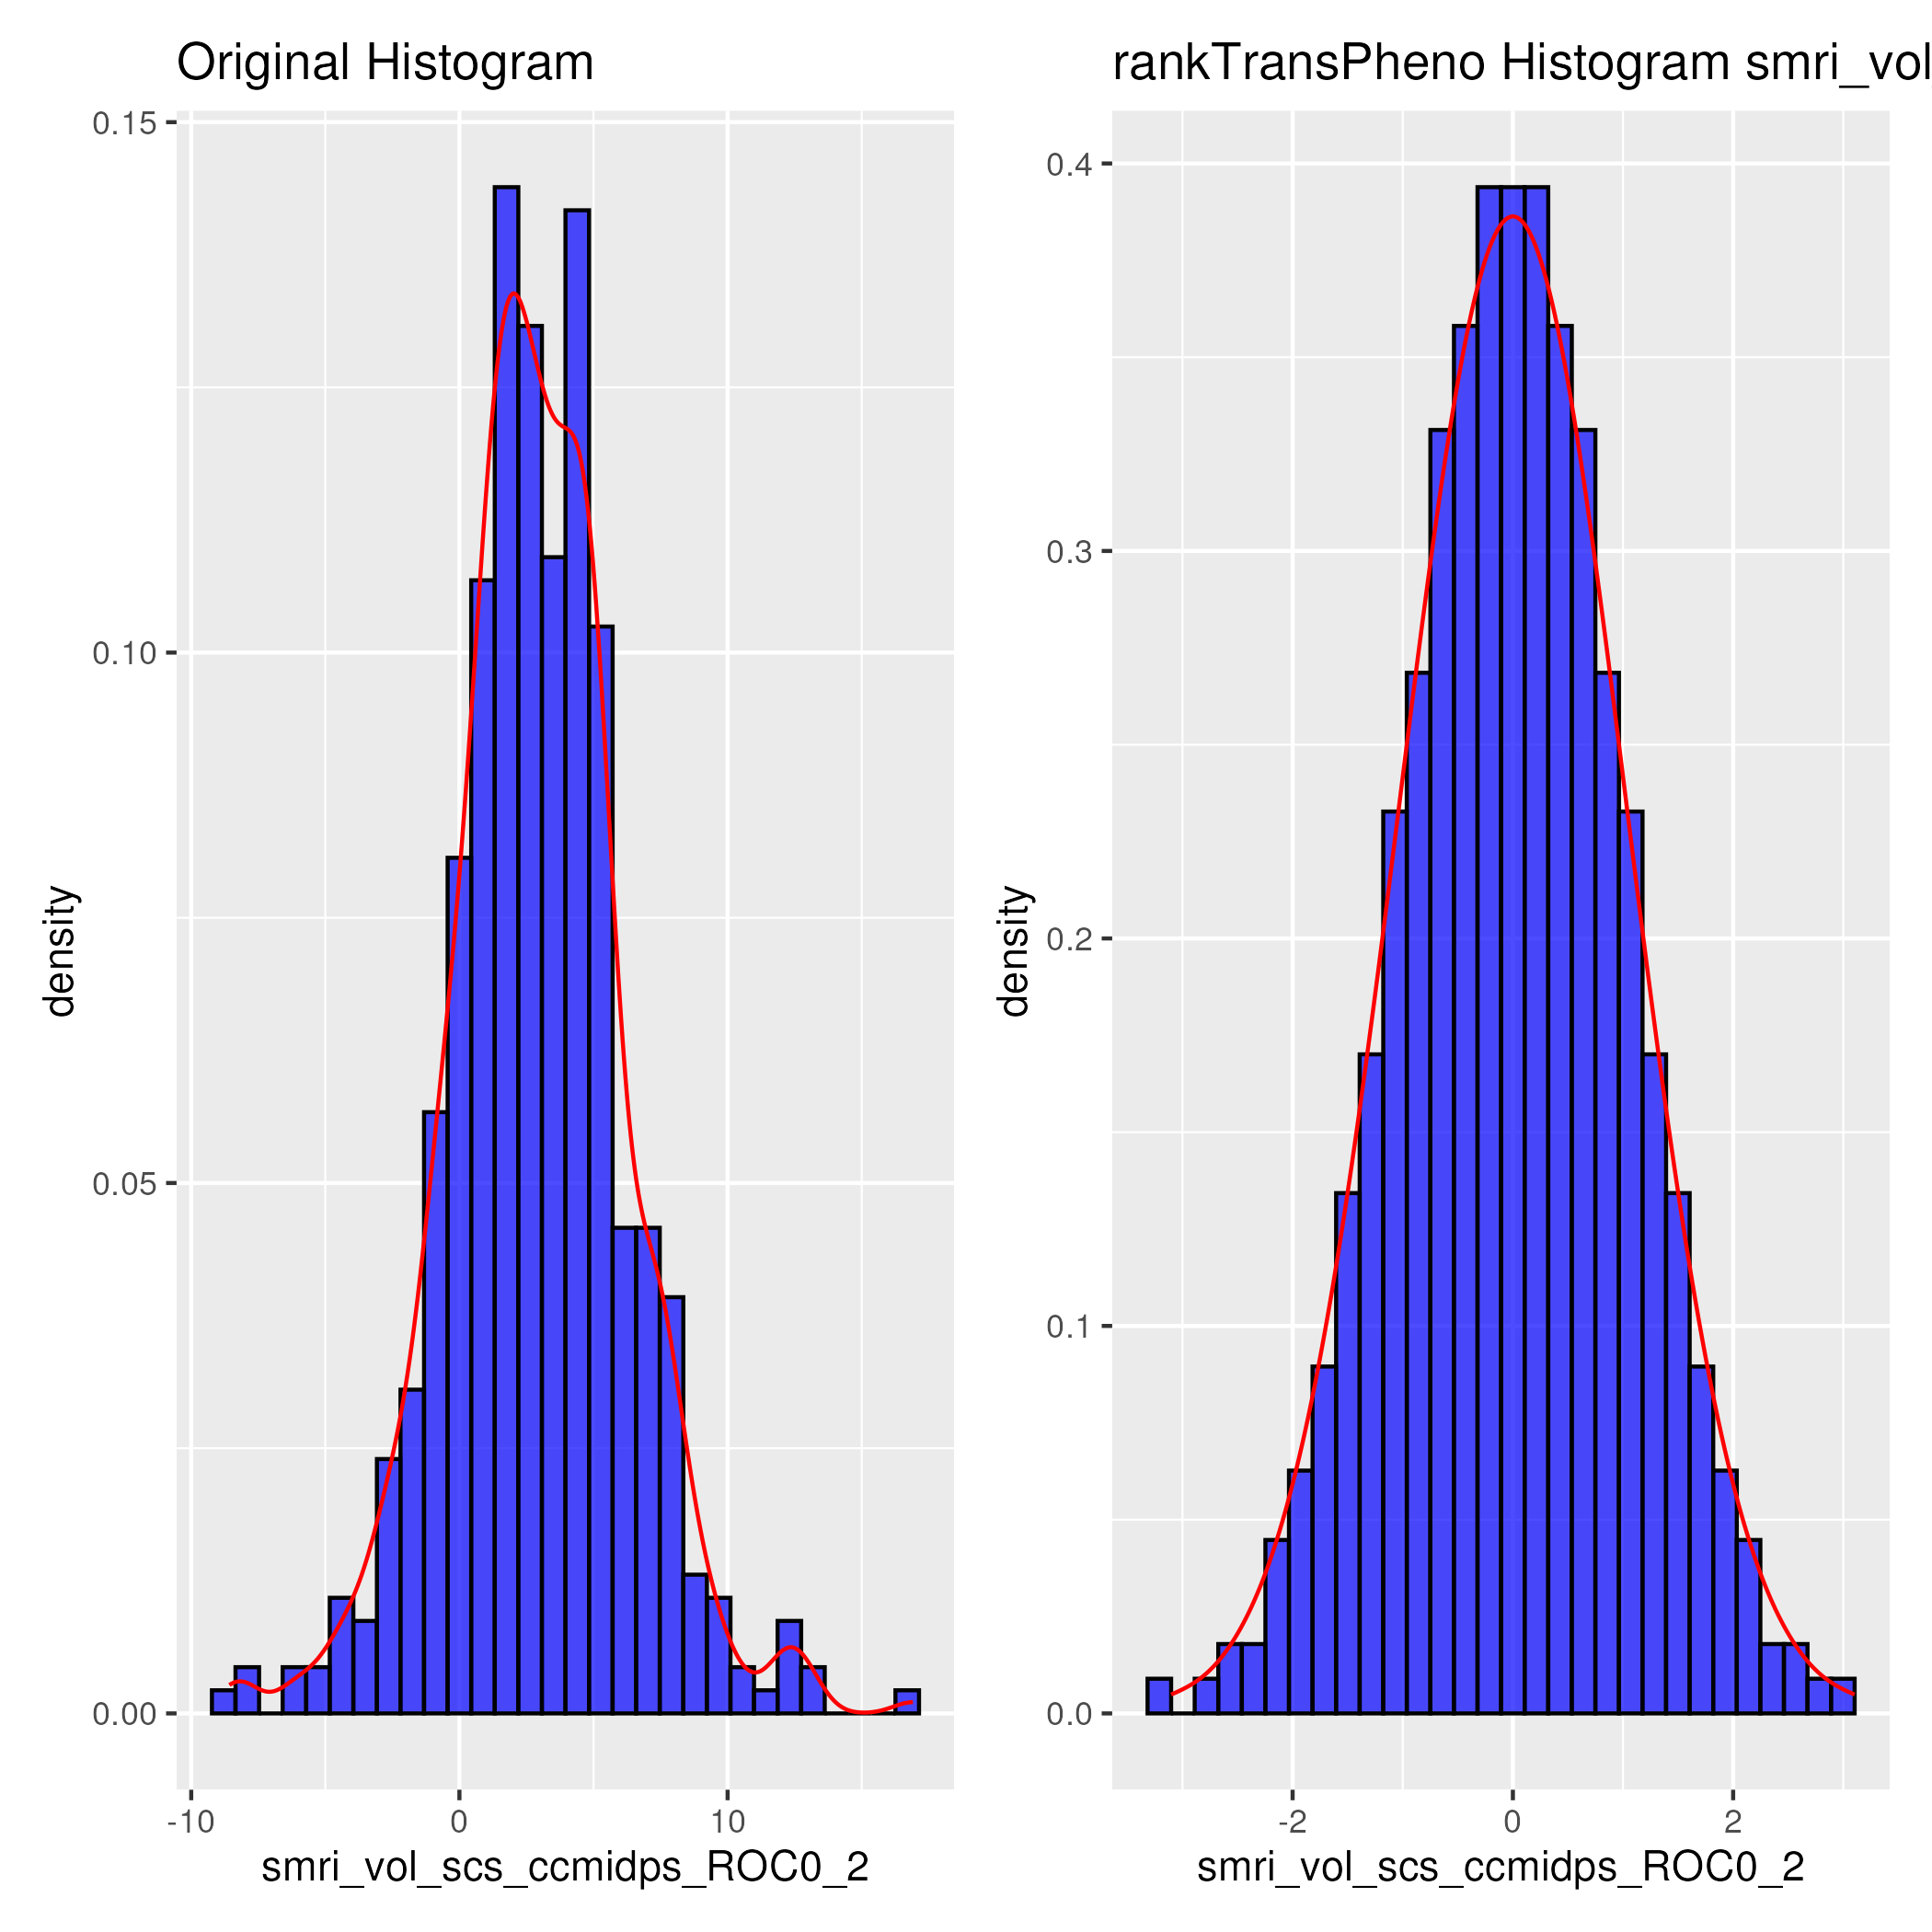 Original Histogram
0.15
0.10
0.05
0.00
density
-10
0
10
smri_vol_scs_ccmidps_ROC0_2
rankTransPheno Histogram smri_vol_
0.4
0.3
0.2
0.1
0.0
density
-2
0
2
smri_vol_scs_ccmidps_ROC0_2